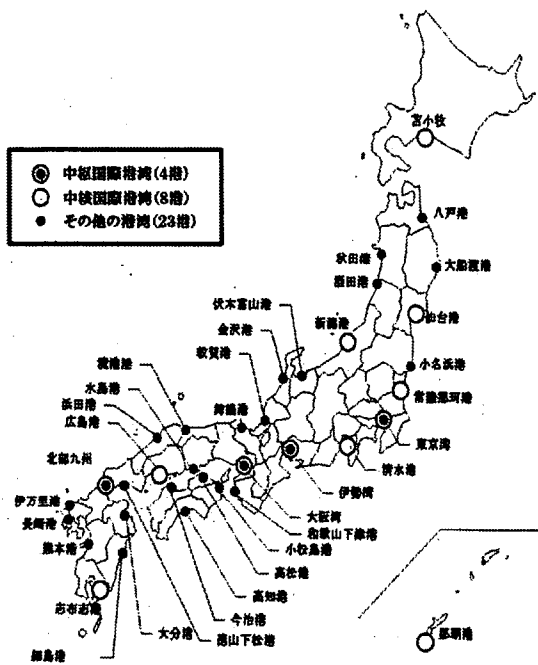 苫小牧
中枢国際港湾(4港)
中核国際港湾(8港)
その他の港湾(23港)
八戸港
秋田港
大船渡港
酒田港
伏木富山港
仙台港
新潟港
金沢港
敦賀港
小名浜港
境港港
水島港
常陸那珂港
浜田港
舞鶴港
広島港
東京湾
北部九州
清水港
伊勢湾
伊万里港
大阪湾
長崎港
和歌山下津港
小松島港
熊本港
高松港
高知港
志布志港
今治港
大分港
徳山下松港
細島港
那覇港